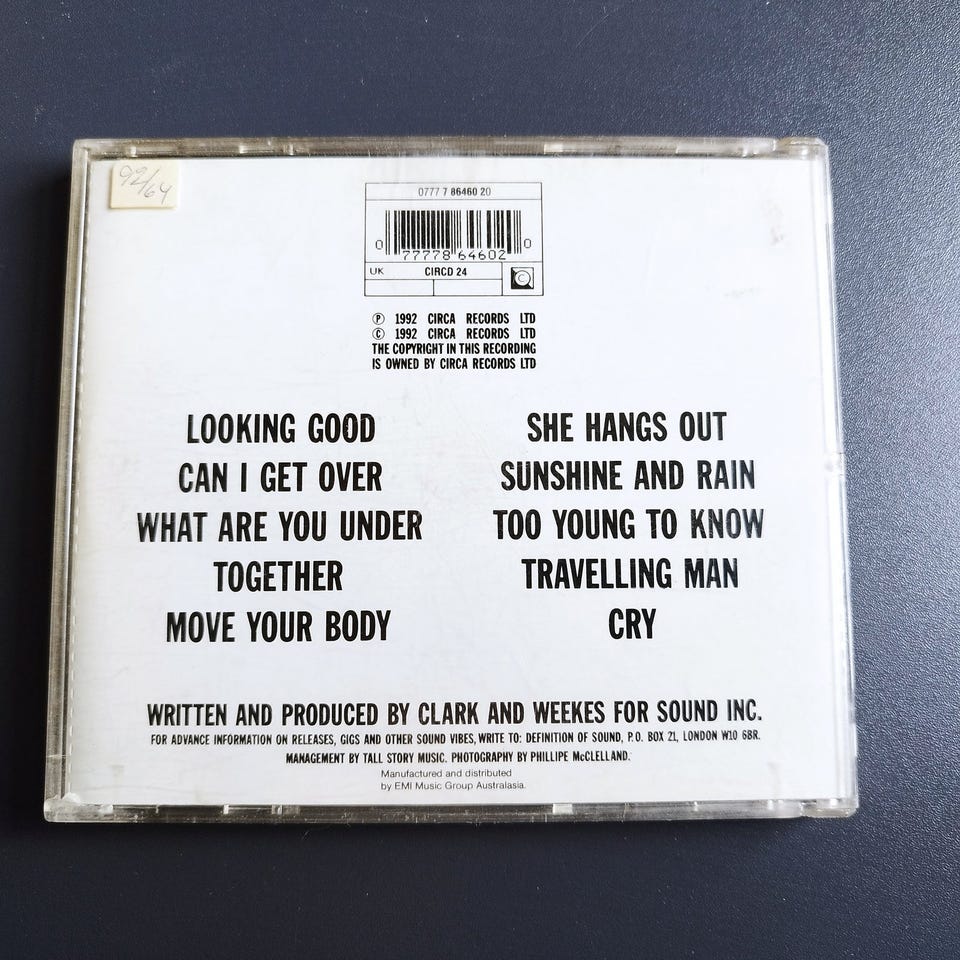 92/64
0777 7 86460 20
0 77778 64602 0
UK CIRCD 24
C
Ⓟ 1992 CIRCA RECORDS LTD
© 1992 CIRCA RECORDS LTD
THE COPYRIGHT IN THIS RECORDING
IS OWNED BY CIRCA RECORDS LTD
LOOKING GOOD
CAN I GET OVER
WHAT ARE YOU UNDER
TOGETHER
MOVE YOUR BODY
SHE HANGS OUT
SUNSHINE AND RAIN
TOO YOUNG TO KNOW
TRAVELLING MAN
CRY
WRITTEN AND PRODUCED BY CLARK AND WEEKES FOR SOUND INC.
FOR ADVANCE INFORMATION ON RELEASES, GIGS AND OTHER SOUND VIBES, WRITE TO: DEFINITION OF SOUND, P.O. BOX 21, LONDON W10 6BR.
MANAGEMENT BY TALL STORY MUSIC. PHOTOGRAPHY BY PHILLIPE McCLELLAND.
Manufactured and distributed
by EMI Music Group Australasia.